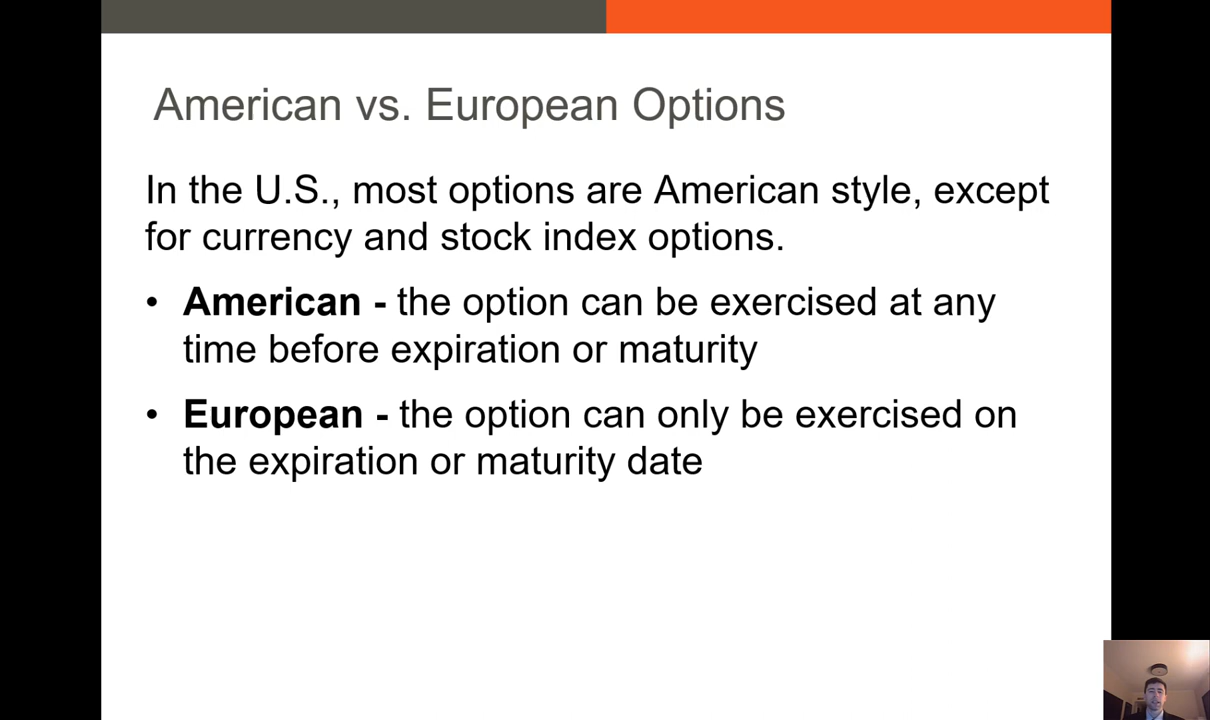 American vs. European Options
In the U.S., most options are American style, except
for currency and stock index options.
• American - the option can be exercised at any
time before expiration or maturity
• European - the option can only be exercised on
the expiration or maturity date